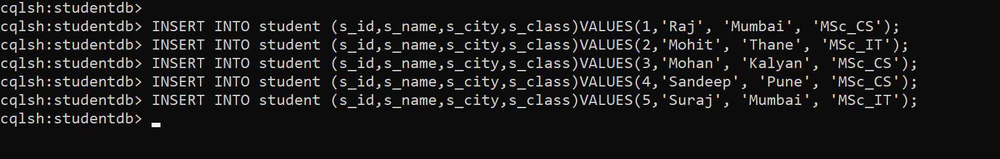 cqlsh:studentdb>
cqlsh:studentdb> INSERT INTO student (s_id,s_name,s_city,s_class)VALUES(1,'Raj', 'Mumbai', 'MSc_CS');
cqlsh:studentdb> INSERT INTO student (s_id,s_name,s_city,s_class)VALUES(2,'Mohit', 'Thane', 'MSc_IT');
cqlsh:studentdb> INSERT INTO student (s_id,s_name,s_city,s_class)VALUES(3,'Mohan', 'Kalyan', 'MSc_CS');
cqlsh:studentdb> INSERT INTO student (s_id,s_name,s_city,s_class)VALUES(4,'Sandeep', 'Pune', 'MSc_CS');
cqlsh:studentdb> INSERT INTO student (s_id,s_name,s_city,s_class)VALUES(5,'Suraj', 'Mumbai', 'MSc_IT');
cqlsh:studentdb>